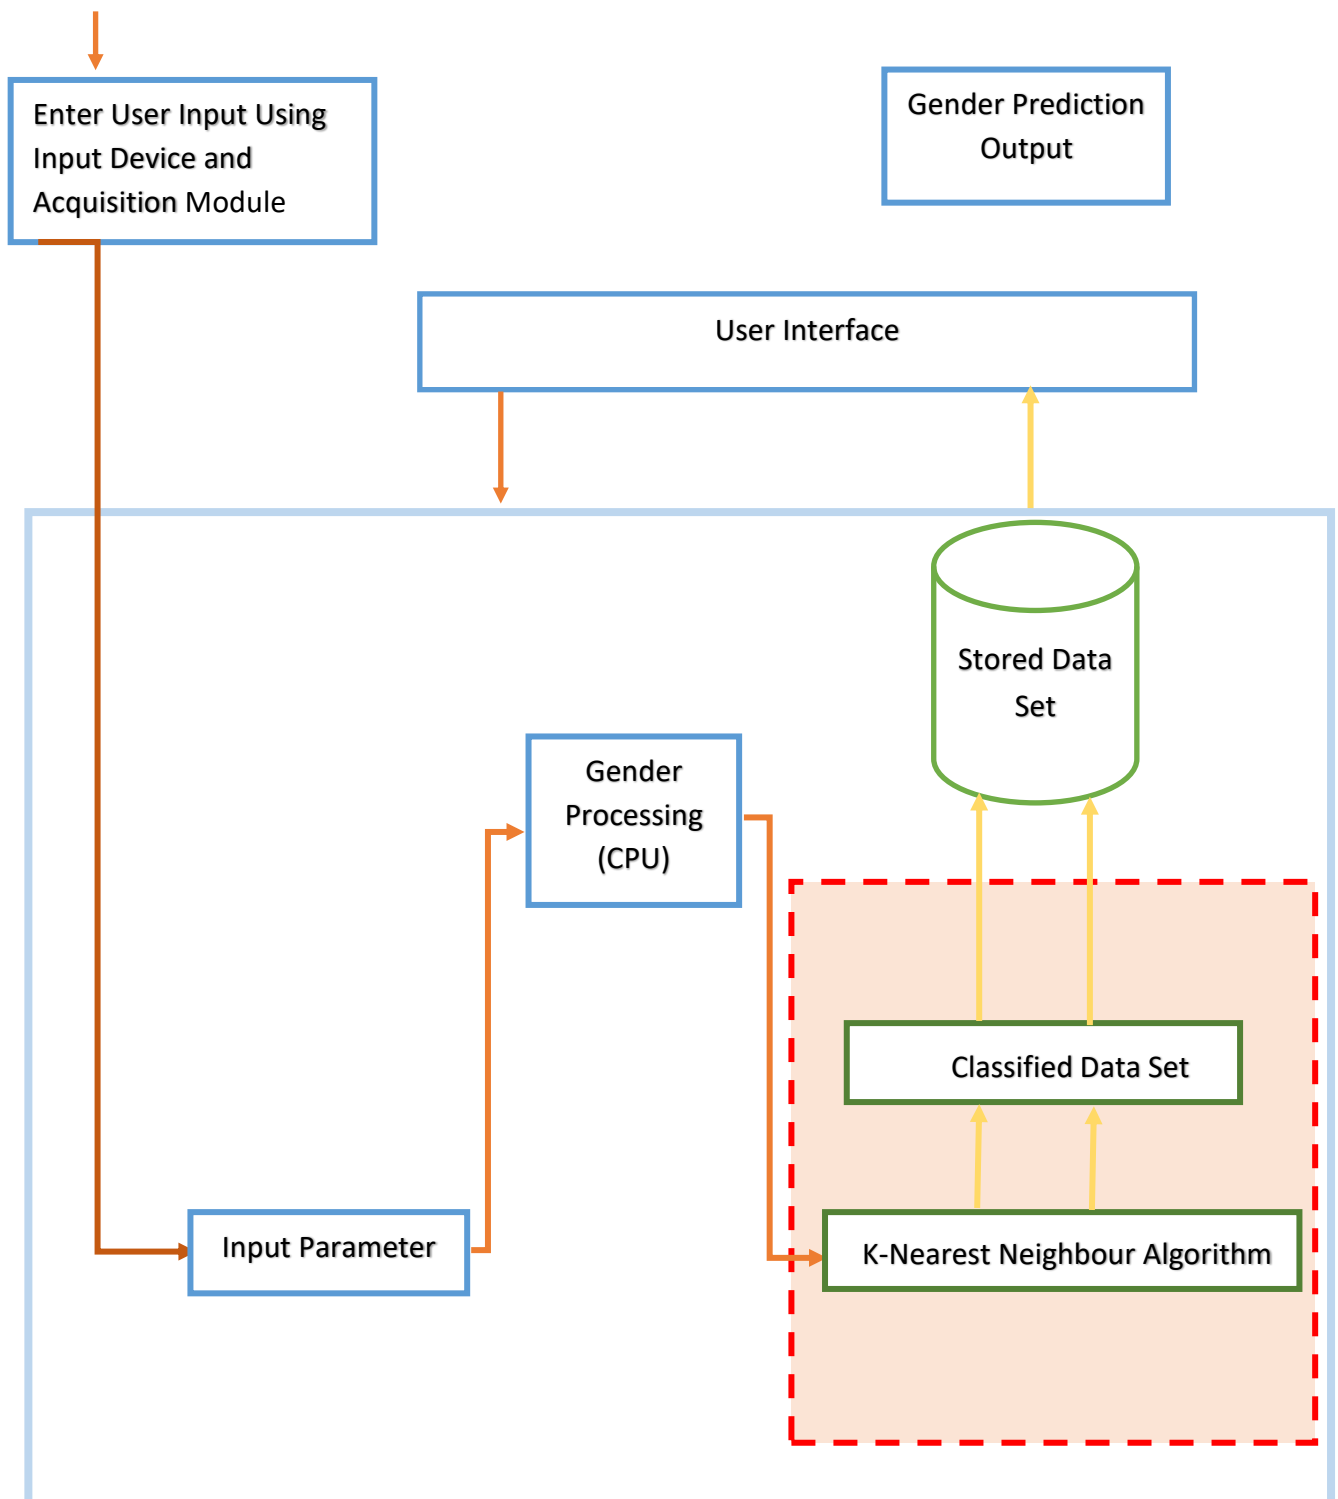 Enter User Input Using
Input Device and
Acquisition Module
Gender Prediction
Output
User Interface
Stored Data
Set
Gender
Processing
(CPU)
Classified Data Set
Input Parameter
K-Nearest Neighbour Algorithm